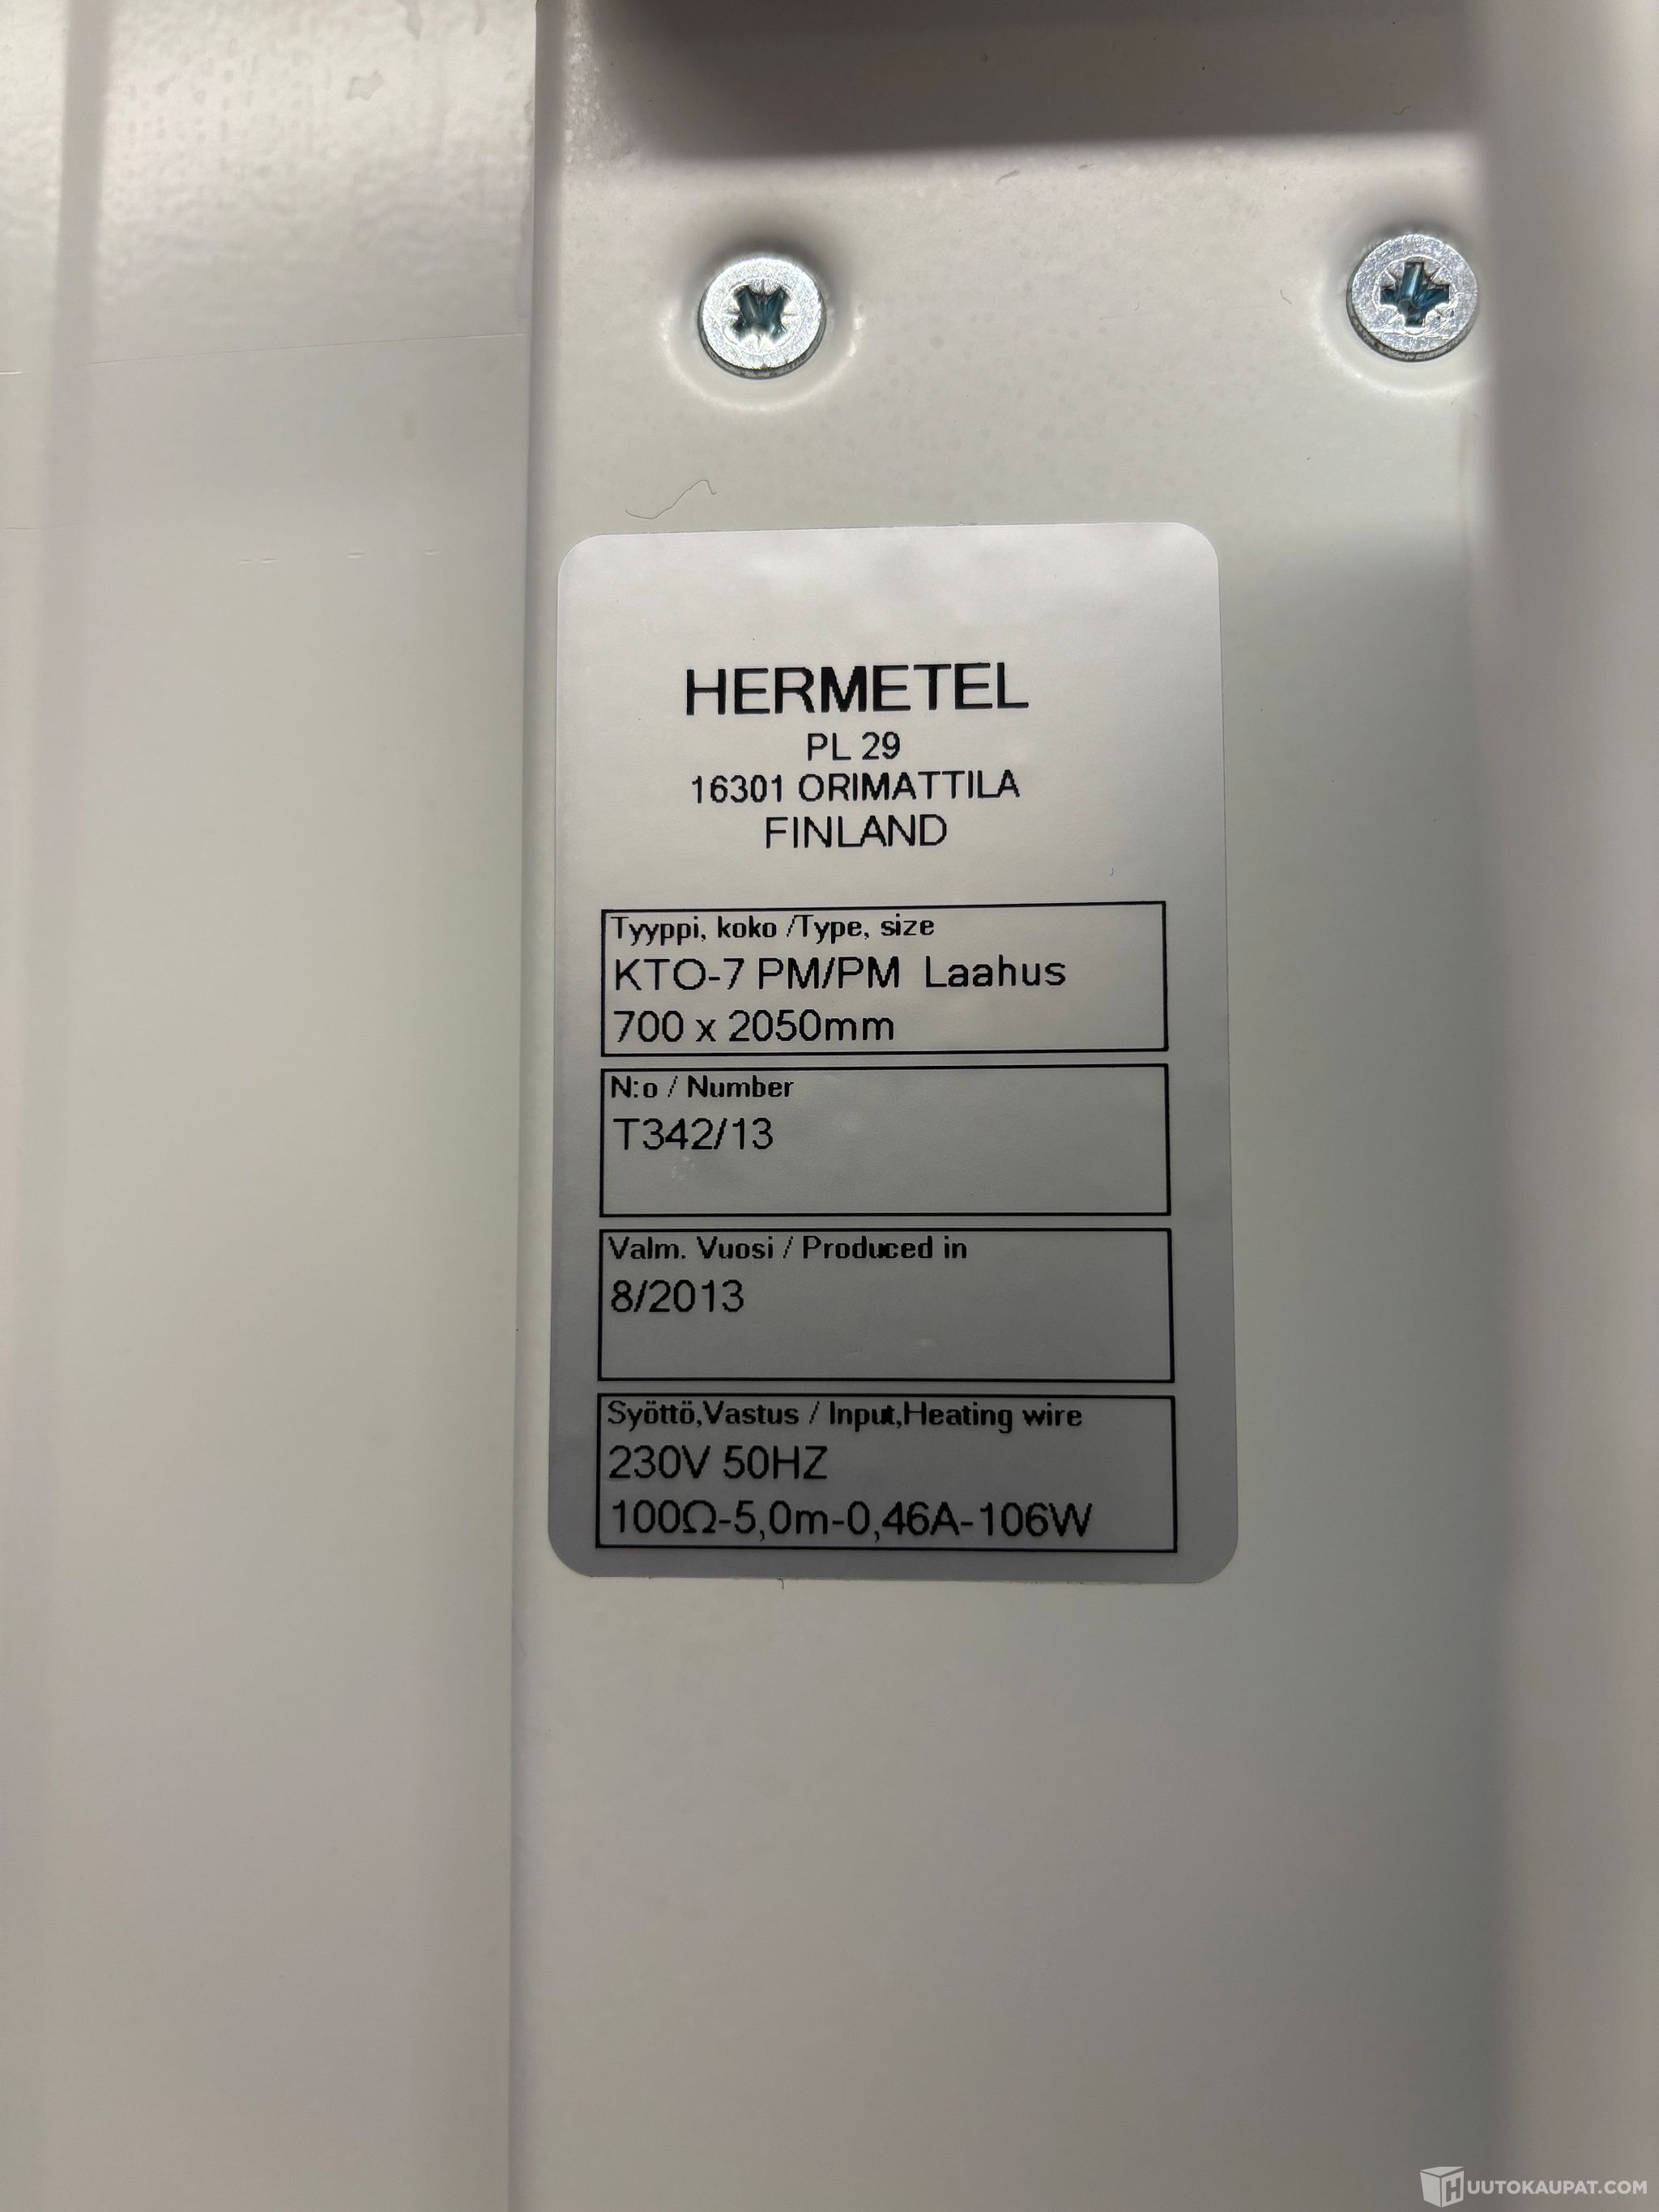 HERMETEL
PL 29
16301 ORIMATTILA
FINLAND
Tyyppi, koko /Type, size
KTO-7 PM/PM Laahus
700 x 2050mm
N:o / Number
T342/13
Valm. Vuosi / Produced in
8/2013
Syöttö,Vastus / Input,Heating wire
230V 50HZ
100Ω-5,0m-0,46A-106W
HUUTOKAUPAT.COM